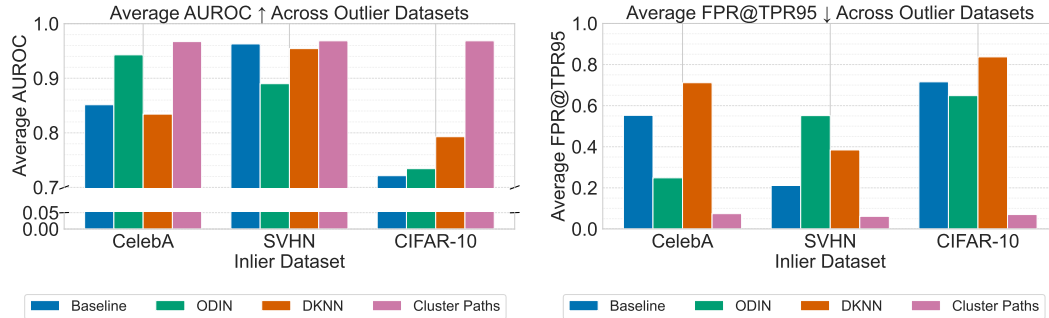 Average AUROC ↑ Across Outlier Datasets
Average AUROC
1.0
0.9
0.8
0.7
0.05
0.00
CelebA SVHN CIFAR-10
Inlier Dataset
Baseline ODIN DKNN Cluster Paths
Average FPR@TPR95 ↓ Across Outlier Datasets
Average FPR@TPR95
1.0
0.8
0.6
0.4
0.2
0.0
CelebA SVHN CIFAR-10
Inlier Dataset
Baseline ODIN DKNN Cluster Paths